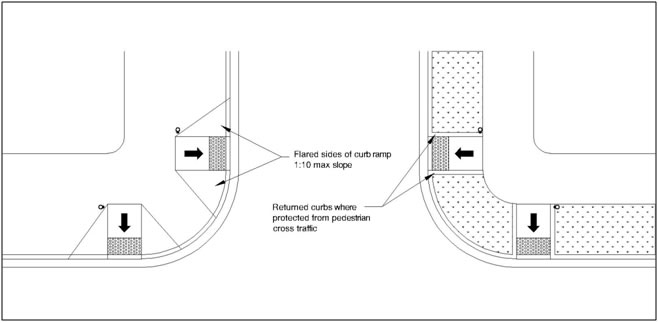 Flared sides of curb ramp
1:10 max slope
Returned curbs where
protected from pedestrian
cross traffic